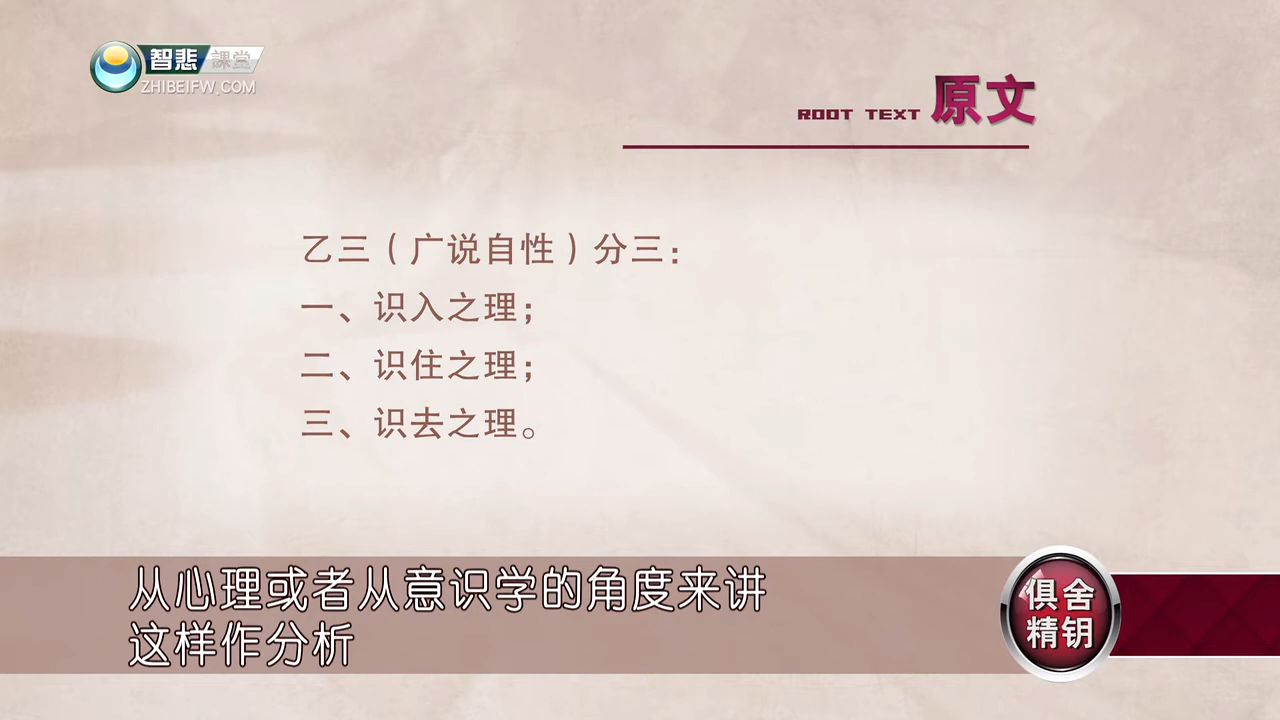 智悲課堂
ZHIBEIFW.COM
ROOT TEXT 原文
乙三（广说自性）分三：
一、识入之理；
二、识住之理；
三、识去之理。
从心理或者从意识学的角度来讲
这样作分析
俱舍
精钥